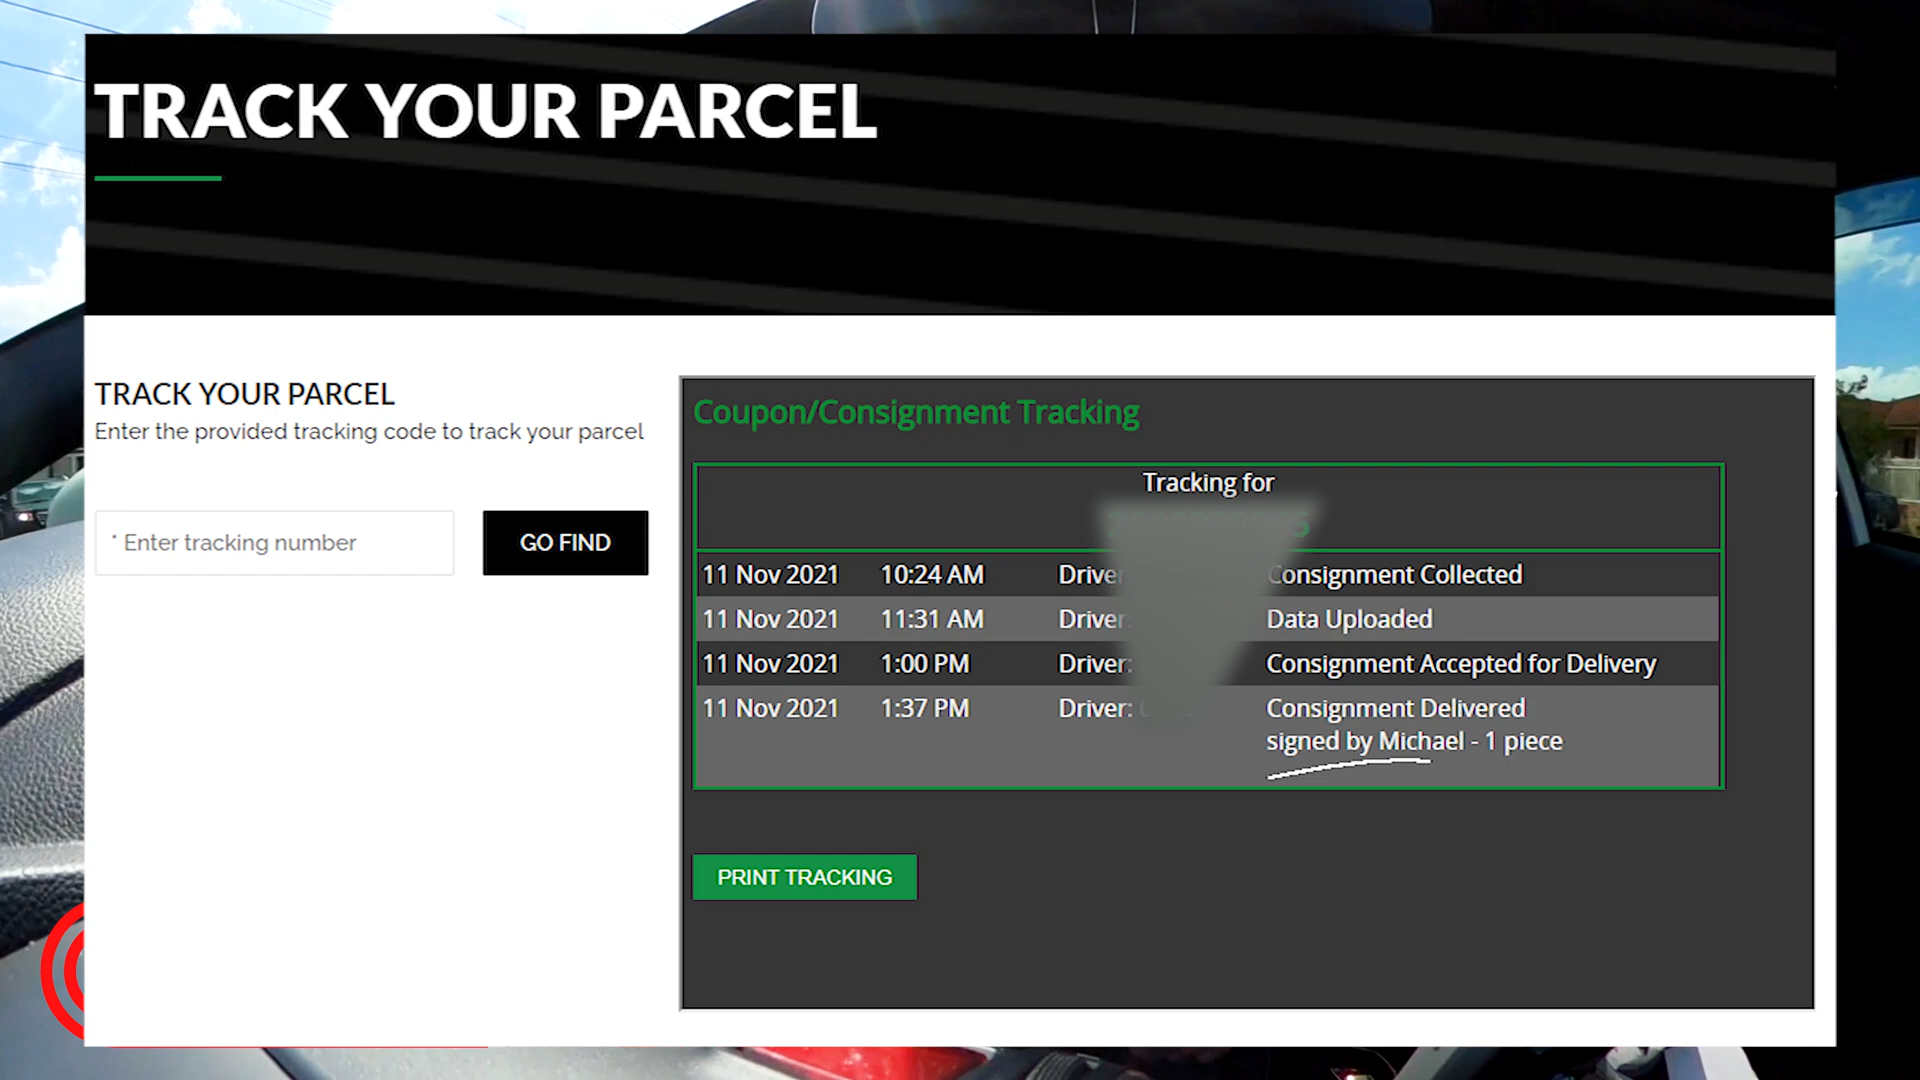 TRACK YOUR PARCEL
TRACK YOUR PARCEL
Enter the provided tracking code to track your parcel
* Enter tracking number
GO FIND
Coupon/Consignment Tracking
Tracking for
11 Nov 2021 10:24 AM Driver Consignment Collected
11 Nov 2021 11:31 AM Driver: Data Uploaded
11 Nov 2021 1:00 PM Driver: Consignment Accepted for Delivery
11 Nov 2021 1:37 PM Driver: Consignment Delivered
signed by Michael - 1 piece
PRINT TRACKING